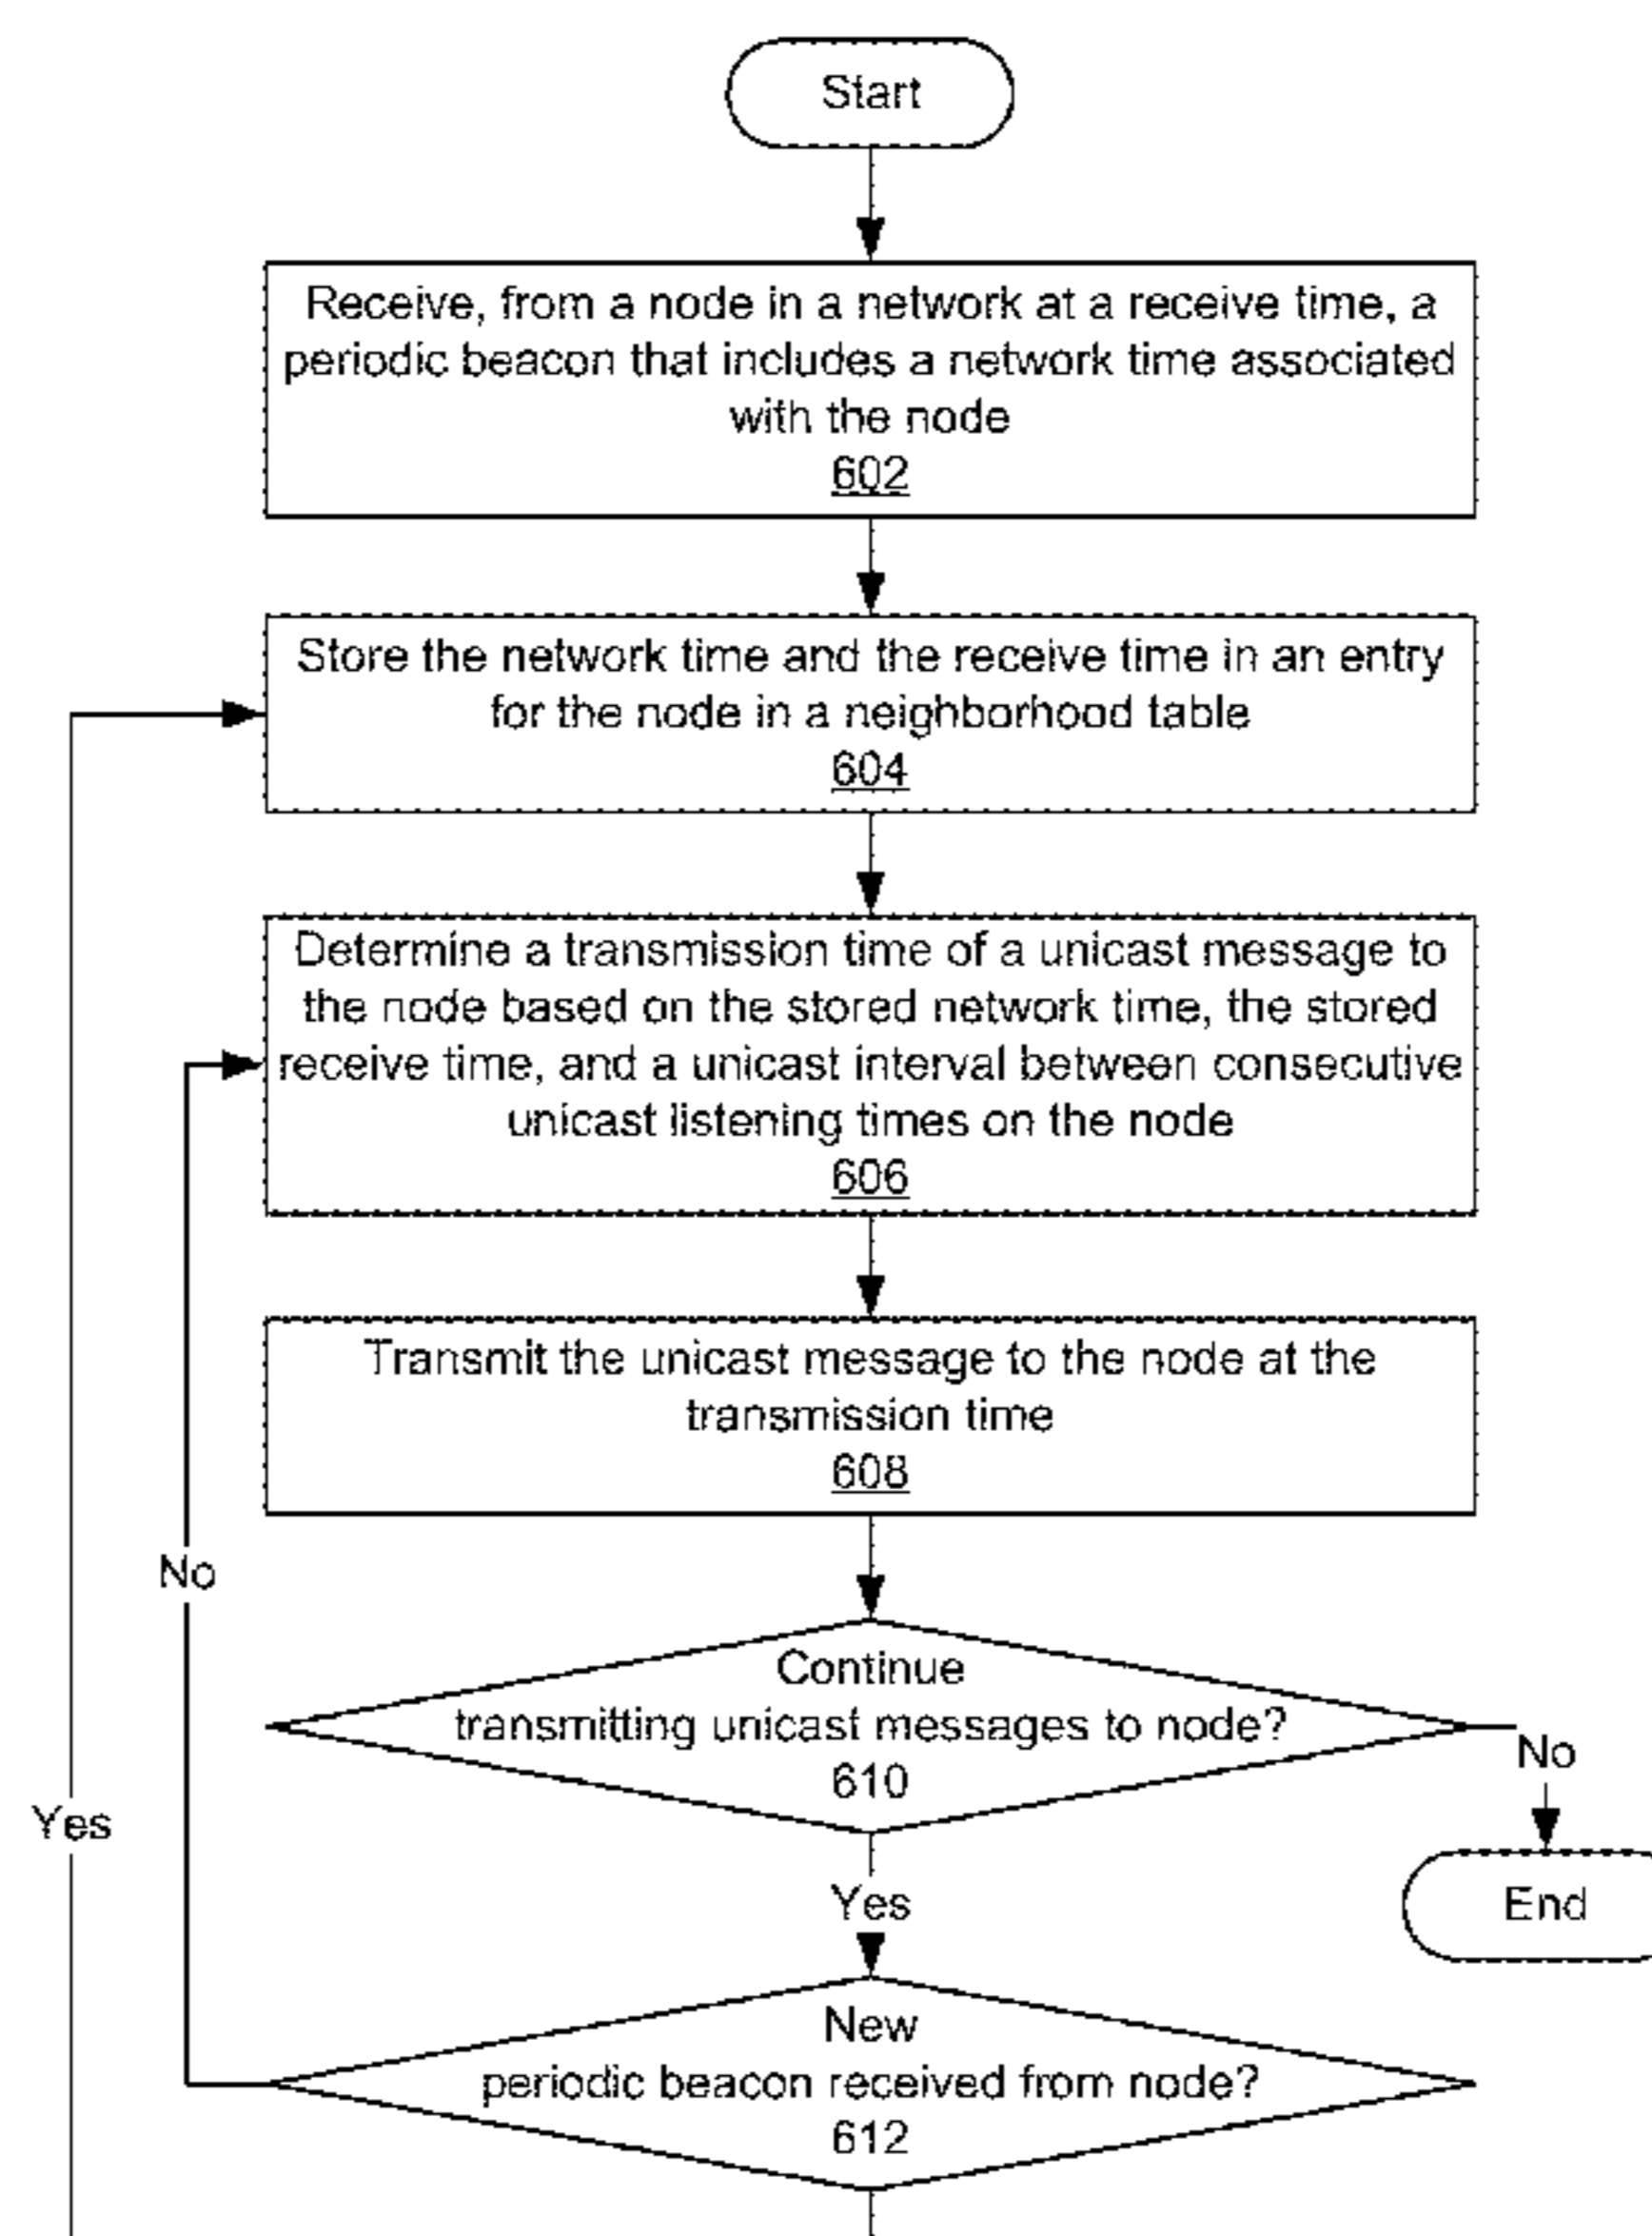 Start
Receive, from a node in a network at a receive time, a
periodic beacon that includes a network time associated
with the node
602
Store the network time and the receive time in an entry
for the node in a neighborhood table
604
Determine a transmission time of a unicast message to
the node based on the stored network time, the stored
receive time, and a unicast interval between consecutive
unicast listening times on the node
606
Transmit the unicast message to the node at the
transmission time
608
No
Continue
transmitting unicast messages to node?
610
No
Yes
Yes
End
New
periodic beacon received from node?
612